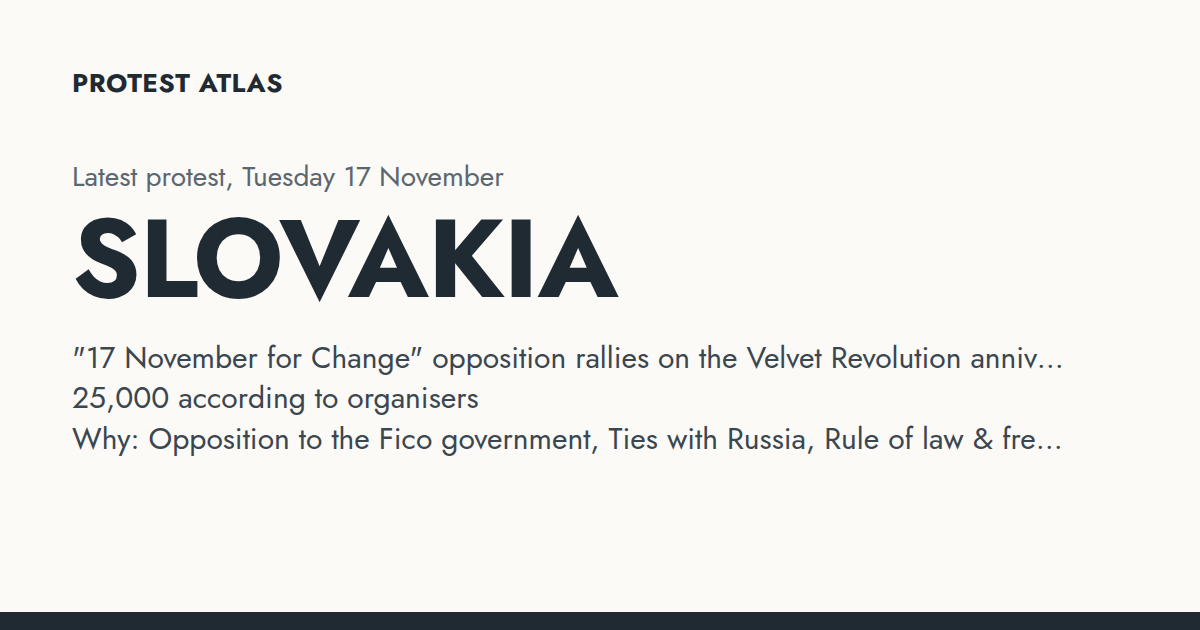 PROTEST ATLAS
Latest protest, Tuesday 17 November
SLOVAKIA
"17 November for Change" opposition rallies on the Velvet Revolution anniv…
25,000 according to organisers
Why: Opposition to the Fico government, Ties with Russia, Rule of law & fre…